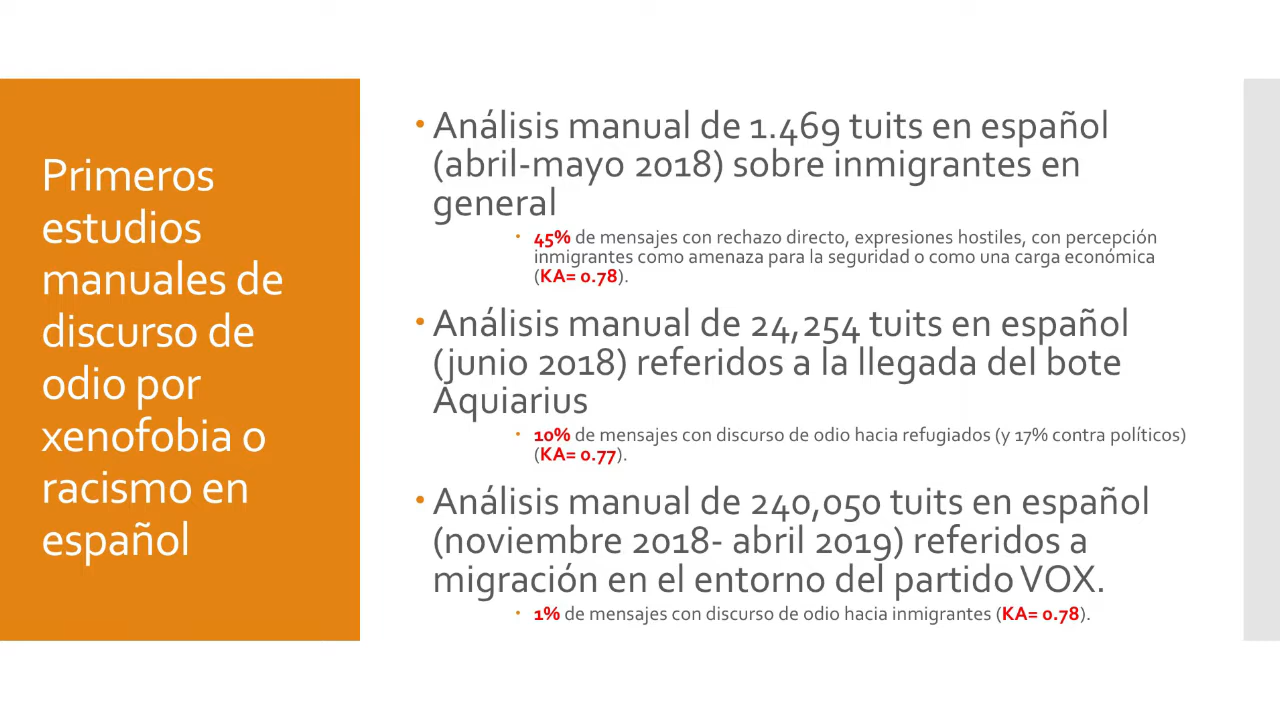 Primeros
estudios
manuales de
discurso de
odio por
xenofobia o
racismo en
español
• Análisis manual de 1.469 tuits en español
(abril-mayo 2018) sobre inmigrantes en
general
• 45% de mensajes con rechazo directo, expresiones hostiles, con percepción
inmigrantes como amenaza para la seguridad o como una carga económica
(KA= 0.78).
• Análisis manual de 24,254 tuits en español
(junio 2018) referidos a la llegada del bote
Aquiarius
• 10% de mensajes con discurso de odio hacia refugiados (y 17% contra políticos)
(KA= 0.77).
• Análisis manual de 240,050 tuits en español
(noviembre 2018- abril 2019) referidos a
migración en el entorno del partido VOX.
• 1% de mensajes con discurso de odio hacia inmigrantes (KA= 0.78).